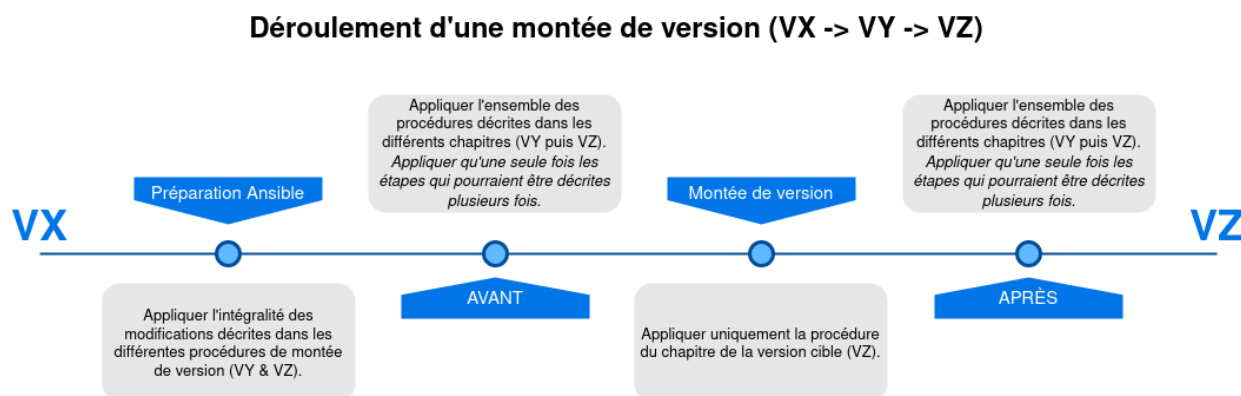 Déroulement d'une montée de version (VX -> VY -> VZ)
VX
Préparation Ansible
Appliquer l'intégralité des
modifications décrites dans les
différentes procédures de montée
de version (VY & VZ).
Appliquer l'ensemble des
procédures décrites dans les
différents chapitres (VY puis VZ).
Appliquer qu'une seule fois les
étapes qui pourraient être décrites
plusieurs fois.
AVANT
Montée de version
Appliquer uniquement la procédure
du chapitre de la version cible (VZ).
Appliquer l'ensemble des
procédures décrites dans les
différents chapitres (VY puis VZ).
Appliquer qu'une seule fois les
étapes qui pourraient être décrites
plusieurs fois.
APRÈS
VZ